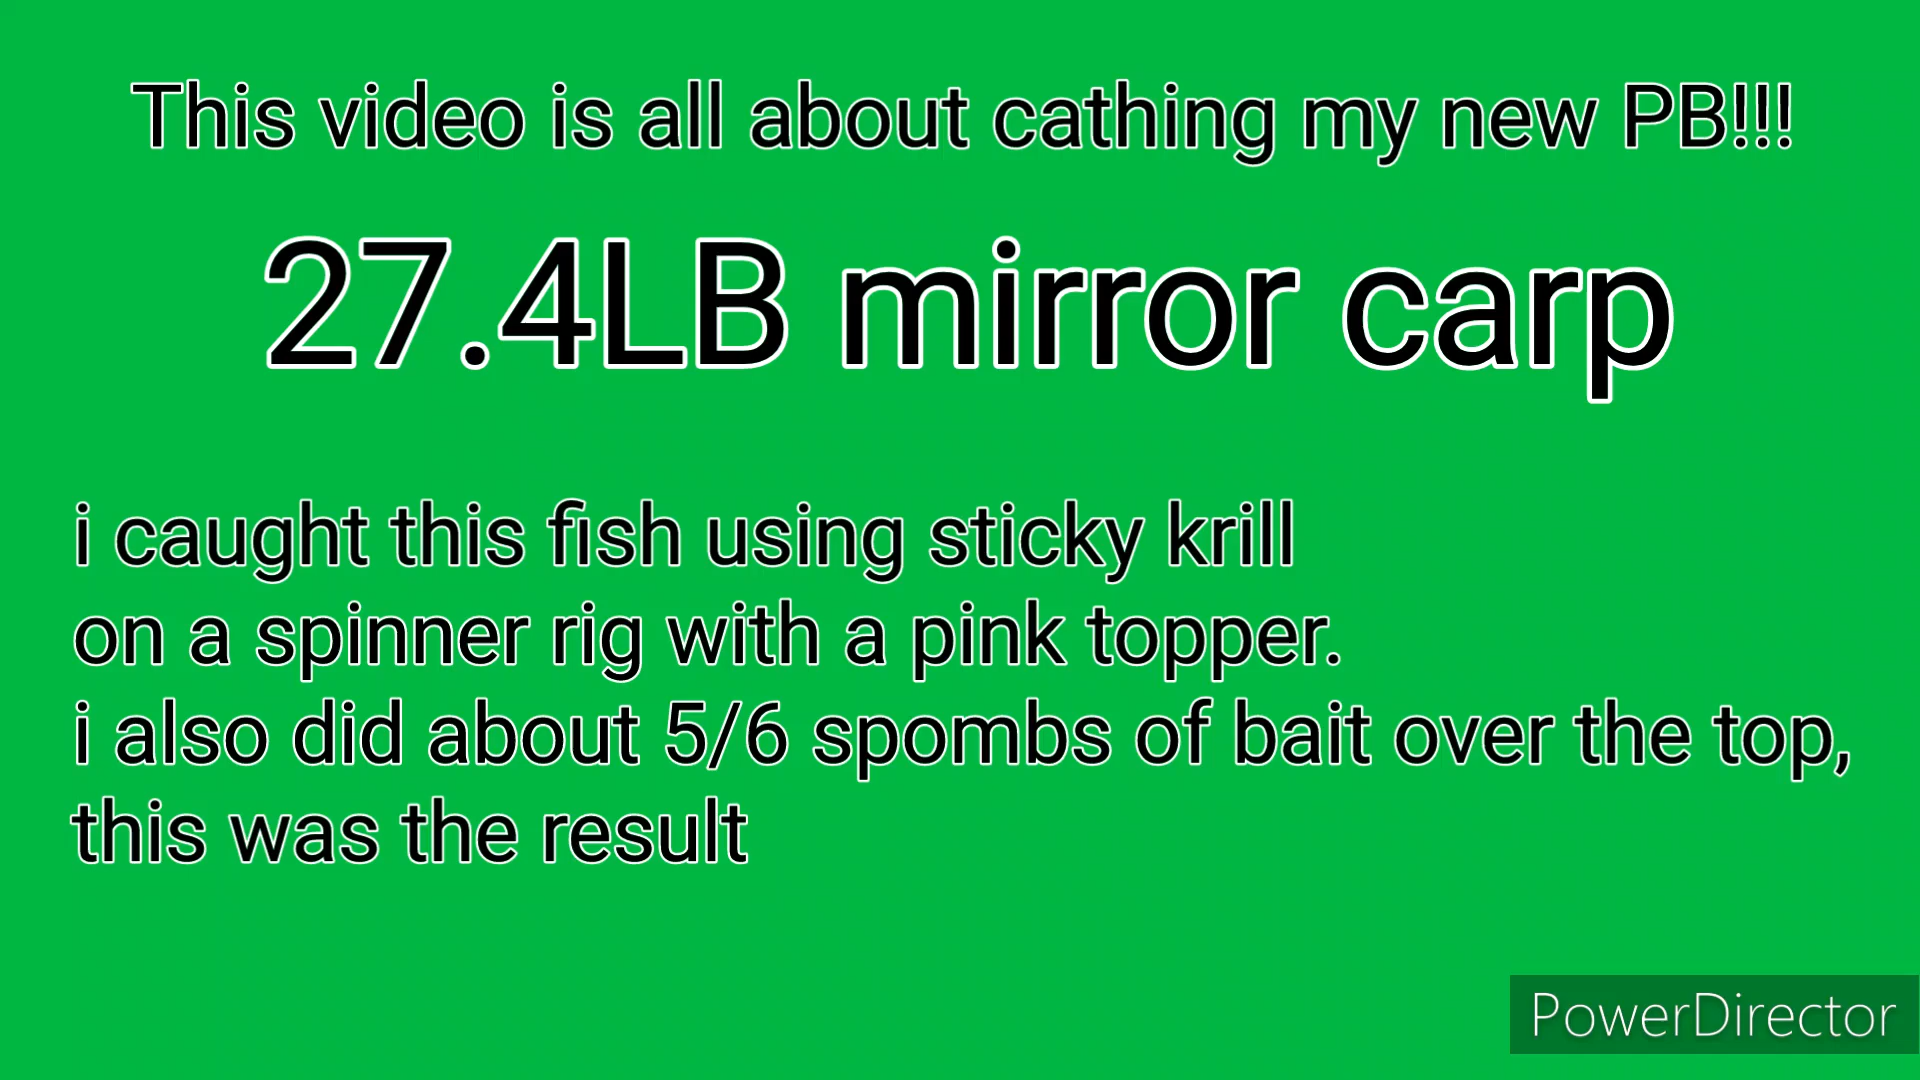 This video is all about cathing my new PB!!!
27.4LB mirror carp
i caught this fish using sticky krill
on a spinner rig with a pink topper.
i also did about 5/6 spombs of bait over the top,
this was the result
PowerDirector